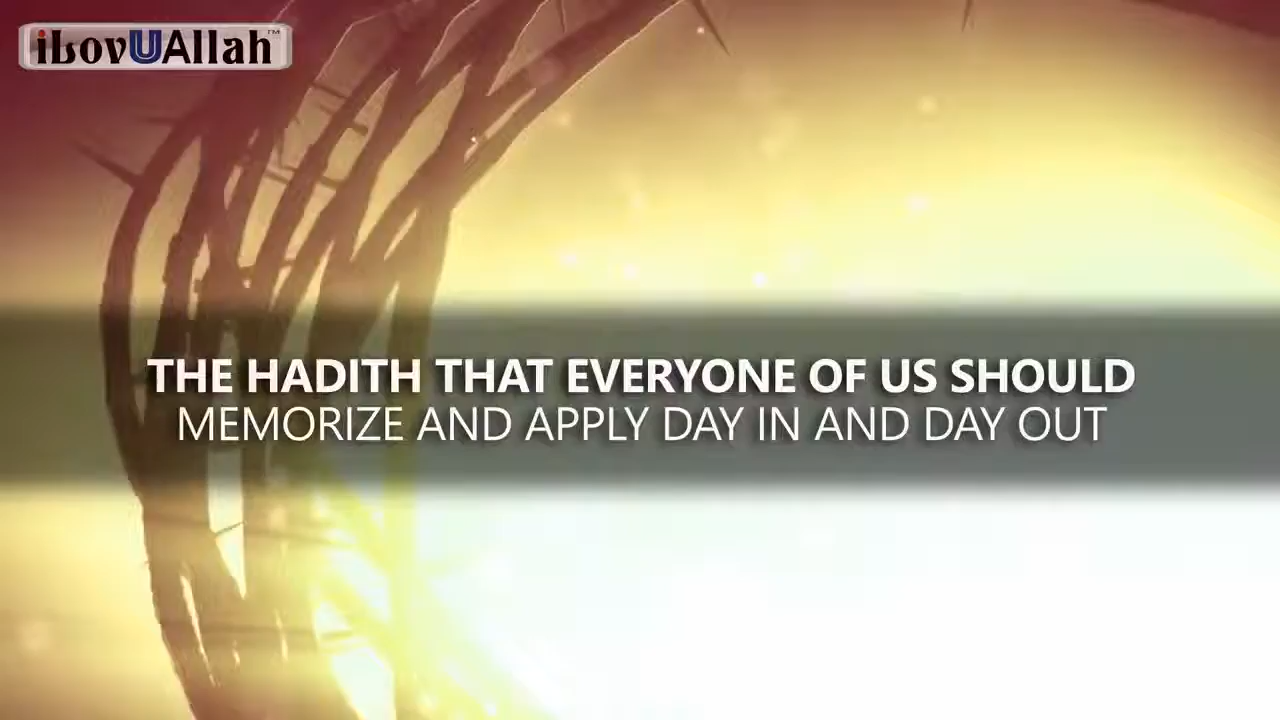 iLovUAllah™
THE HADITH THAT EVERYONE OF US SHOULD
MEMORIZE AND APPLY DAY IN AND DAY OUT